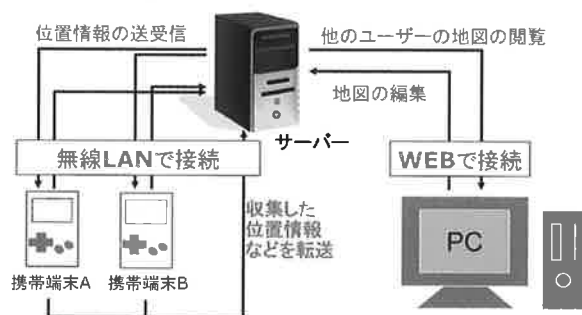 位置情報の送受信
他のユーザーの地図の閲覧
地図の編集
サーバー
無線LANで接続
WEBで接続
収集した
位置情報
などを転送
PC
携帯端末A
携帯端末B